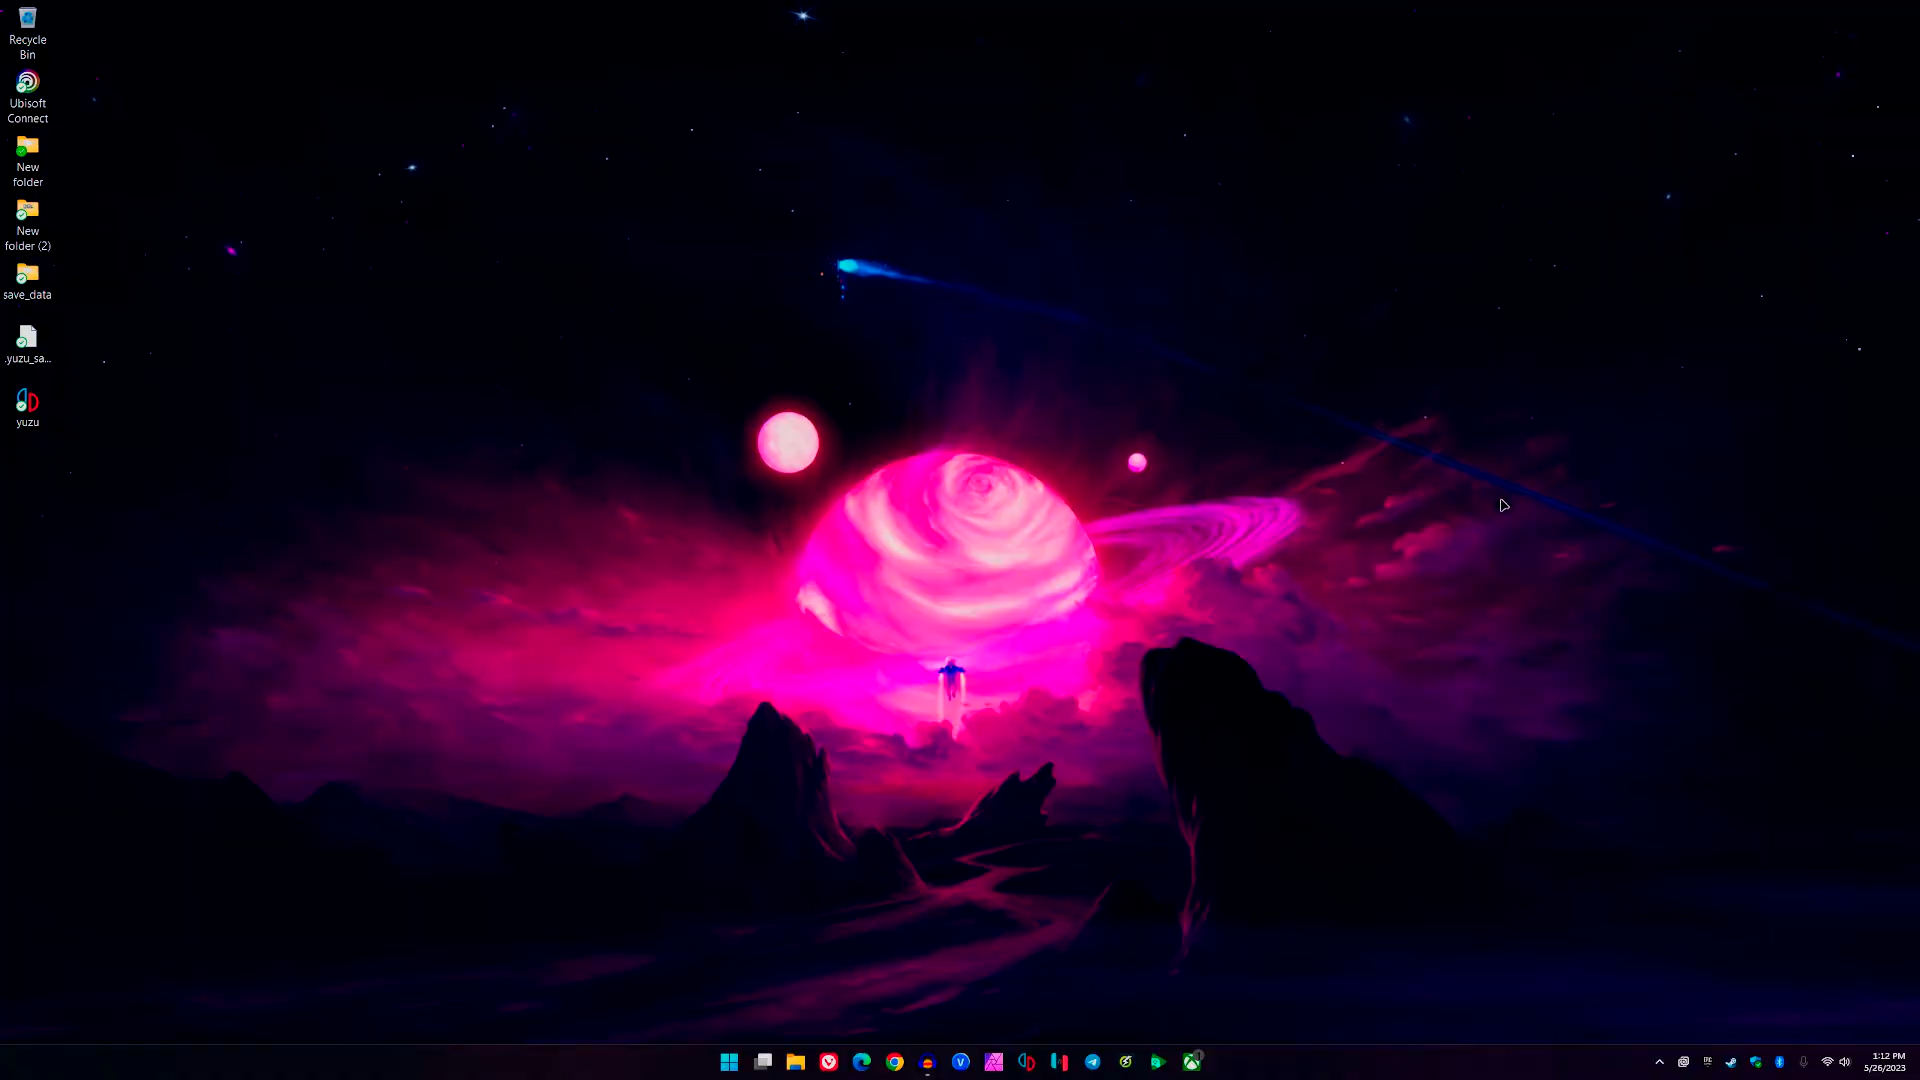 Recycle
Bin
Ubisoft
Connect
New
folder
New
folder (2)
save_data
.yuzu_sa...
yuzu
1:12 PM
5/26/2023